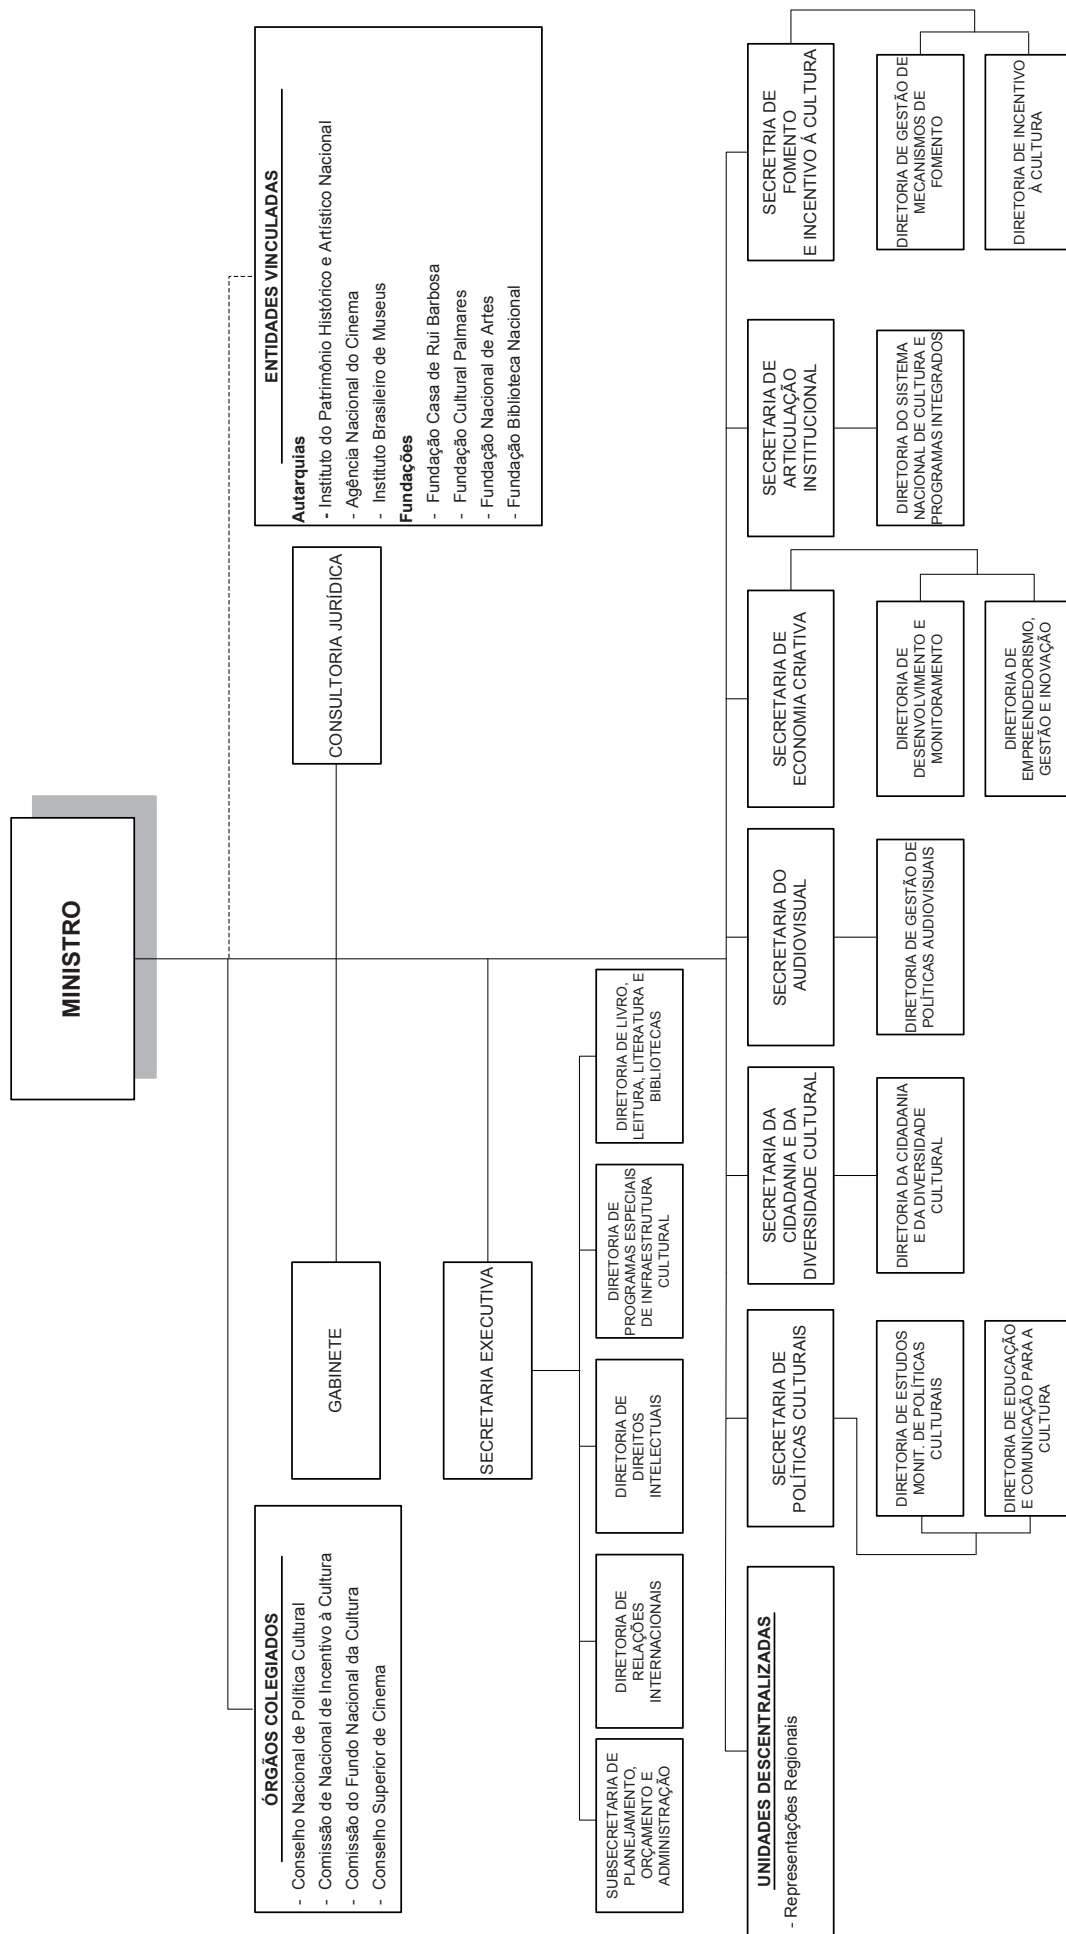 MINISTRO
ÓRGÃOS COLEGIADOS
- Conselho Nacional de Política Cultural
- Comissão de Nacional de Incentivo à Cultura
- Comissão do Fundo Nacional da Cultura
- Conselho Superior de Cinema
ENTIDADES VINCULADAS
Autarquias
- Instituto do Patrimônio Histórico e Artístico Nacional
- Agência Nacional do Cinema
- Instituto Brasileiro de Museus
Fundações
- Fundação Casa de Rui Barbosa
- Fundação Cultural Palmares
- Fundação Nacional de Artes
- Fundação Biblioteca Nacional
GABINETE
CONSULTORIA JURÍDICA
SECRETARIA EXECUTIVA
SUBSECRETARIA DE
PLANEJAMENTO,
ORÇAMENTO E
ADMINISTRAÇÃO
DIRETORIA DE
RELAÇÕES
INTERNACIONAIS
DIRETORIA DE
DIREITOS
INTELECTUAIS
DIRETORIA DE
PROGRAMAS ESPECIAIS
DE INFRAESTRUTURA
CULTURAL
DIRETORIA DE LIVRO,
LEITURA, LITERATURA E
BIBLIOTECAS
UNIDADES DESCENTRALIZADAS
- Representações Regionais
SECRETARIA DE
POLÍTICAS CULTURAIS
SECRETARIA DA
CIDADANIA E DA
DIVERSIDADE CULTURAL
SECRETARIA DO
AUDIOVISUAL
SECRETARIA DE
ECONOMIA CRIATIVA
SECRETARIA DE
ARTICULAÇÃO
INSTITUCIONAL
SECRETRIA DE
FOMENTO
E INCENTIVO Á CULTURA
DIRETORIA DE ESTUDOS
MONIT. DE POLÍTICAS
CULTURAIS
DIRETORIA DA CIDADANIA
E DA DIVERSIDADE
CULTURAL
DIRETORIA DE GESTÃO DE
POLÍTICAS AUDIOVISUAIS
DIRETORIA DE
DESENVOLVIMENTO E
MONITORAMENTO
DIRETORIA DO SISTEMA
NACIONAL DE CULTURA E
PROGRAMAS INTEGRADOS
DIRETORIA DE GESTÃO DE
MECANISMOS DE
FOMENTO
DIRETORIA DE EDUCAÇÃO
E COMUNICAÇÃO PARA A
CULTURA
DIRETORIA DE
EMPREENDEDORISMO,
GESTÃO E INOVAÇÃO
DIRETORIA DE INCENTIVO
À CULTURA